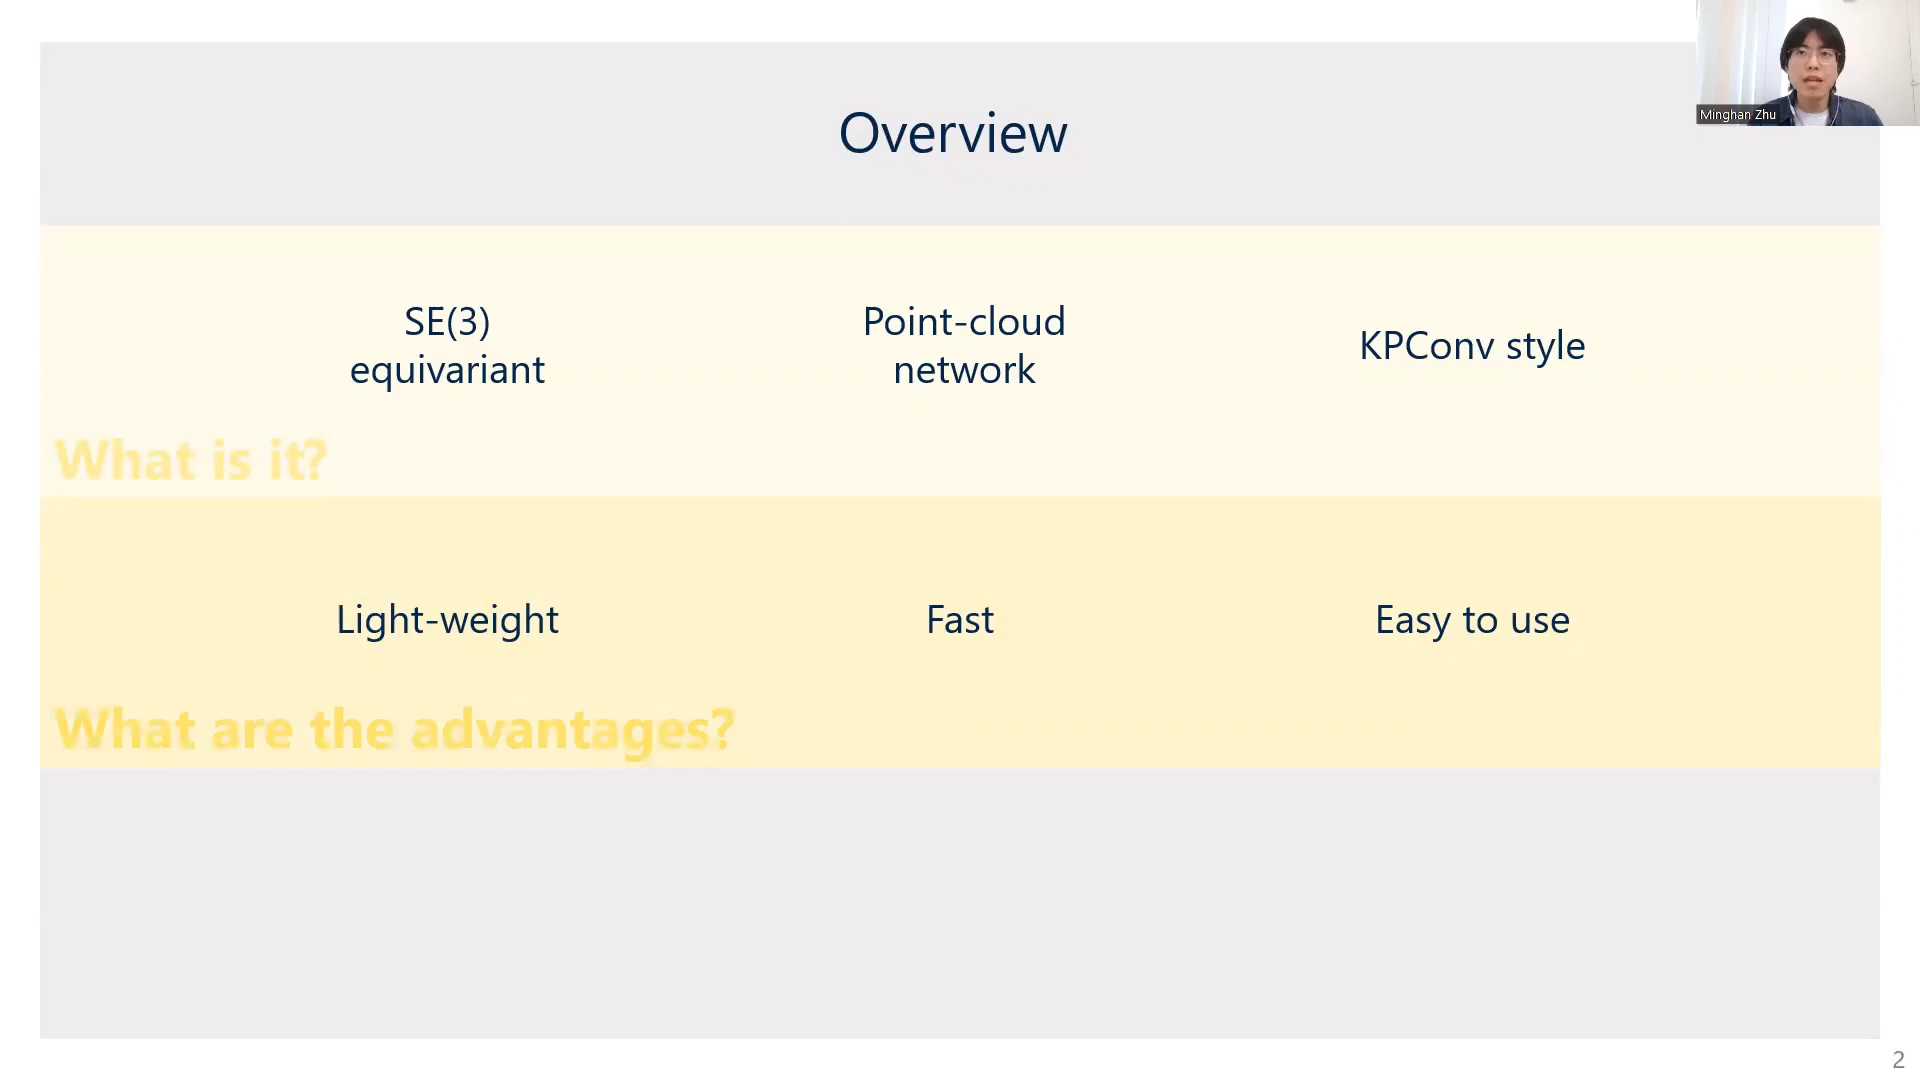 Overview
Minghan Zhu
SE(3)
equivariant
Point-cloud
network
KPConv style
What is it?
Light-weight
Fast
Easy to use
What are the advantages?
2